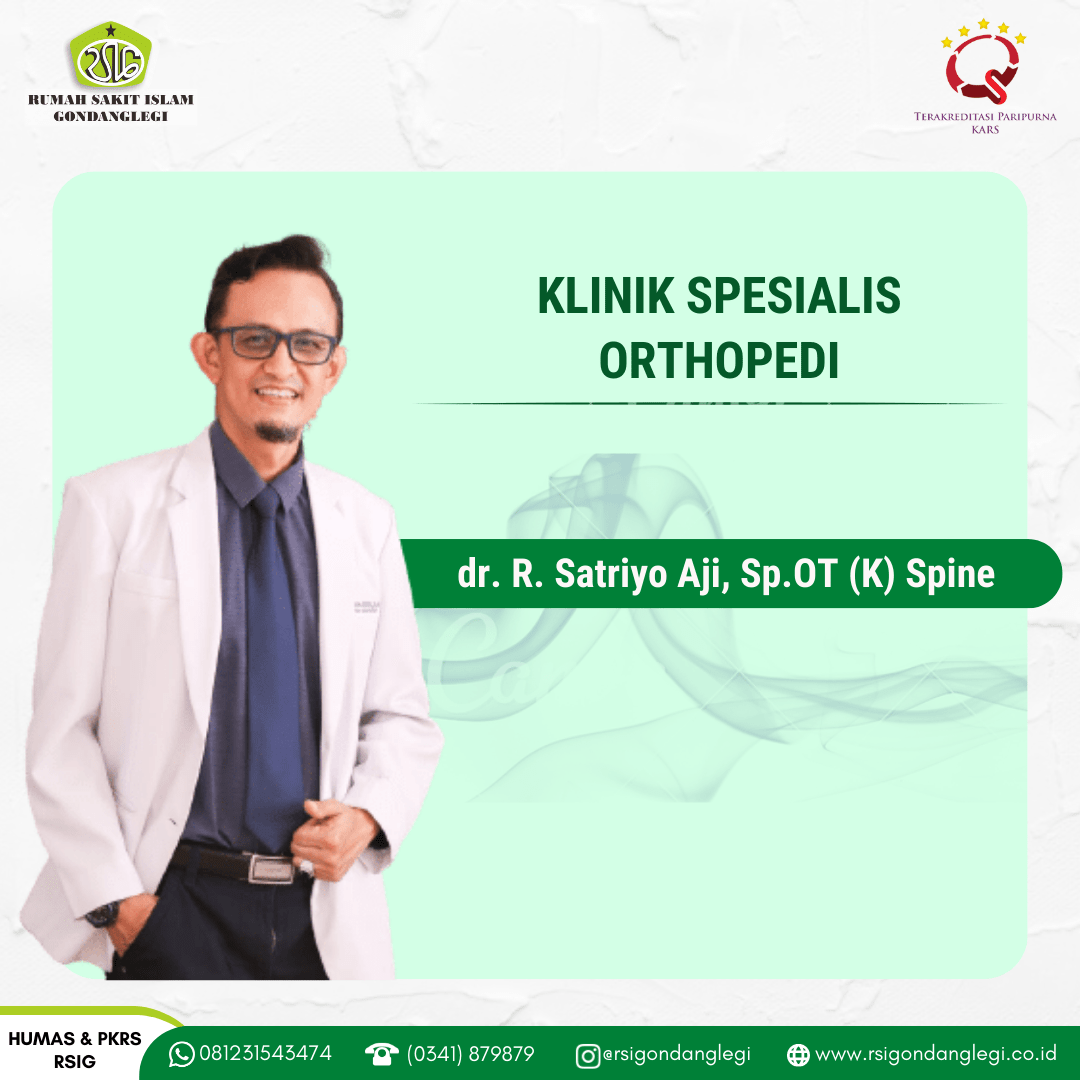 RSIG
RUMAH SAKIT ISLAM
GONDANGLEGI
TERAKREDITASI PARIPURNA
KARS
KLINIK SPESIALIS
ORTHOPEDI
dr. R. Satriyo Aji, Sp.OT (K) Spine
Ca
HUMAS & PKRS
RSIG
081231543474
(0341) 879879
@rsigondanglegi
www.rsigondanglegi.co.id